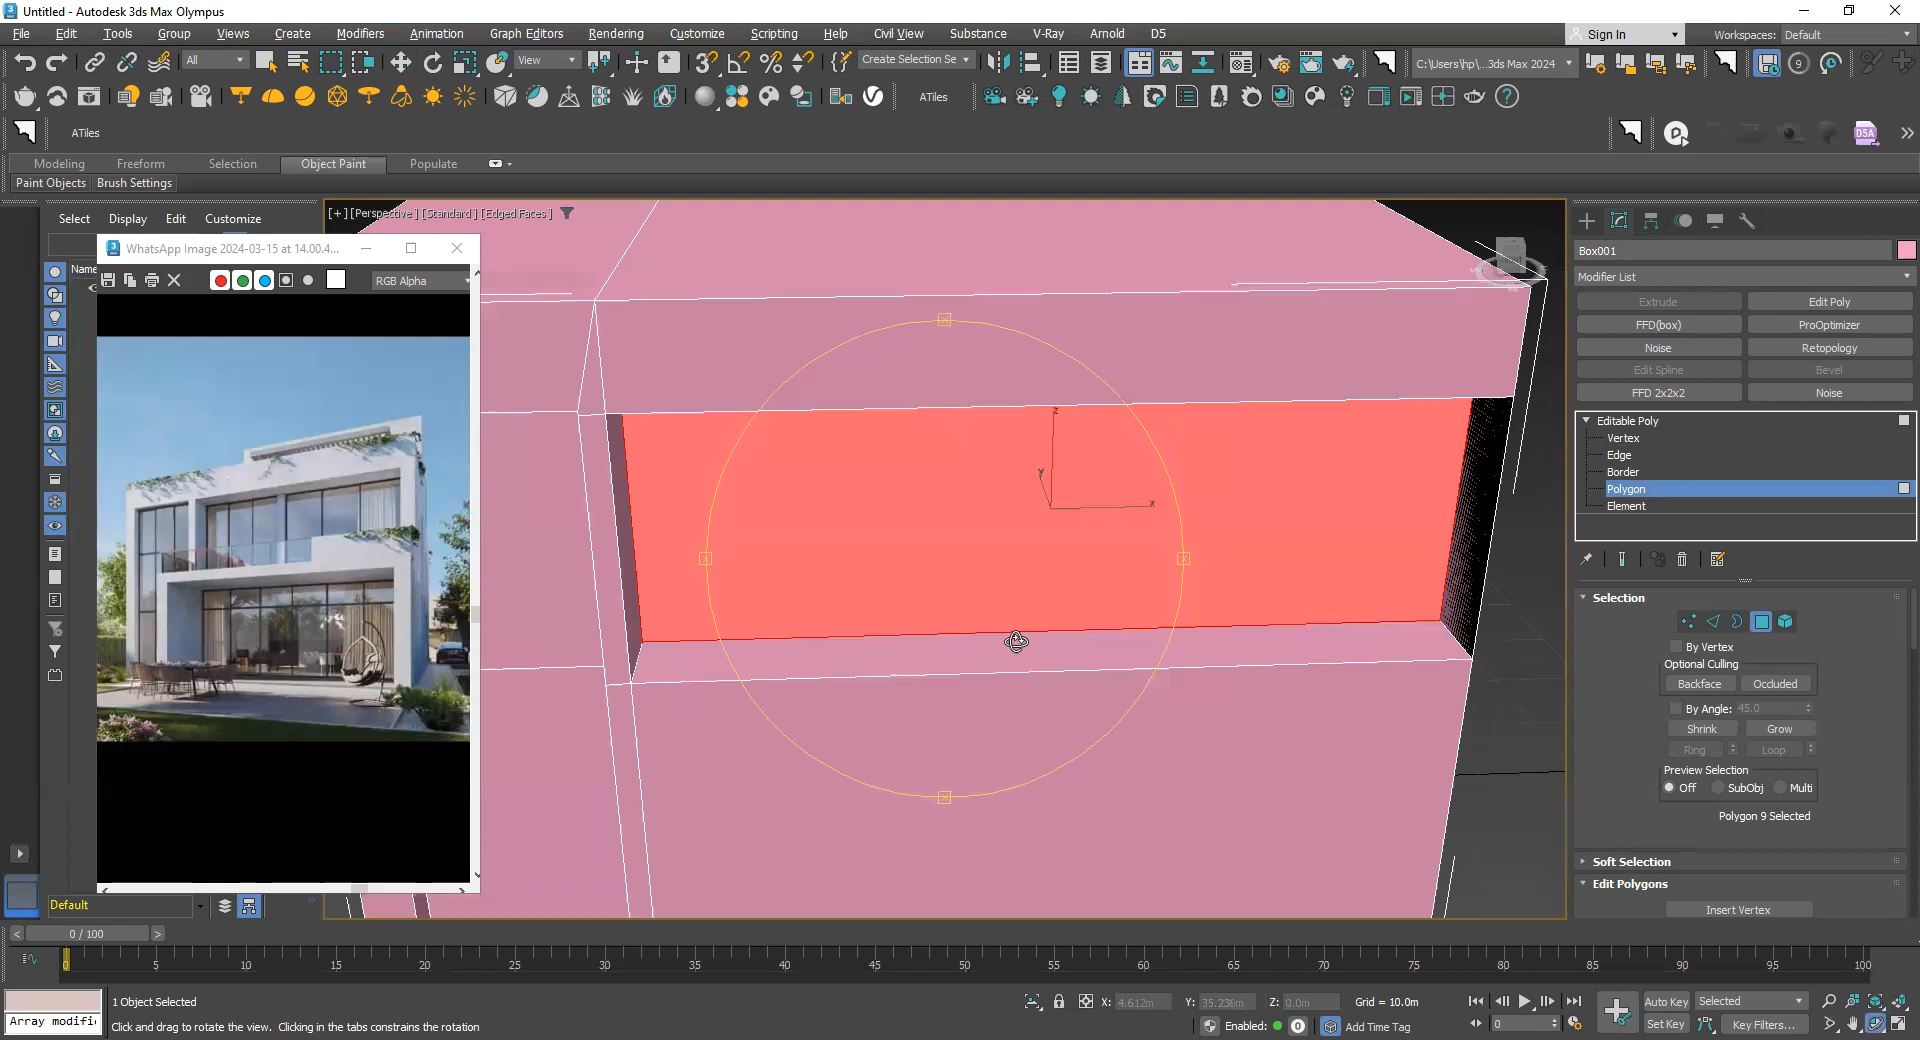 Untitled - Autodesk 3ds Max Olympus
File Edit Tools Group Views Create Modifiers Animation Graph Editors Rendering Customize Scripting Help Civil View Substance V-Ray Arnold D5
Sign In
Workspaces: Default
All
View
Create Selection Se
C:\Users\hp\...3ds Max 2024
9
ATiles
ATiles
D5A
Modeling Freeform Selection Object Paint Populate
Paint Objects Brush Settings
Select Display Edit Customize
[+] [Perspective ] [Standard ] [Edged Faces ]
WhatsApp Image 2024-03-15 at 14.00.4...
Name
RGB Alpha
Box001
Modifier List
Extrude Edit Poly
FFD(box) ProOptimizer
Noise Retopology
Edit Spline Bevel
FFD 2x2x2 Noise
Editable Poly
Vertex
Edge
Border
Polygon
Element
z
y
x
Selection
By Vertex
Optional Culling
Backface Occluded
By Angle: 45.0
Shrink Grow
Ring Loop
Preview Selection
Off SubObj Multi
Polygon 9 Selected
Soft Selection
Edit Polygons
Insert Vertex
Default
< 0 / 100 >
0 5 10 15 20 25 30 35 40 45 50 55 60 65 70 75 80 85 90 95 100
1 Object Selected
X: 4.612m Y: 35.236m Z: 0.0m Grid = 10.0m
Auto Key Selected
Array modifi
Click and drag to rotate the view. Clicking in the tabs constrains the rotation
Enabled: 0 Add Time Tag
0
Set Key Key Filters...